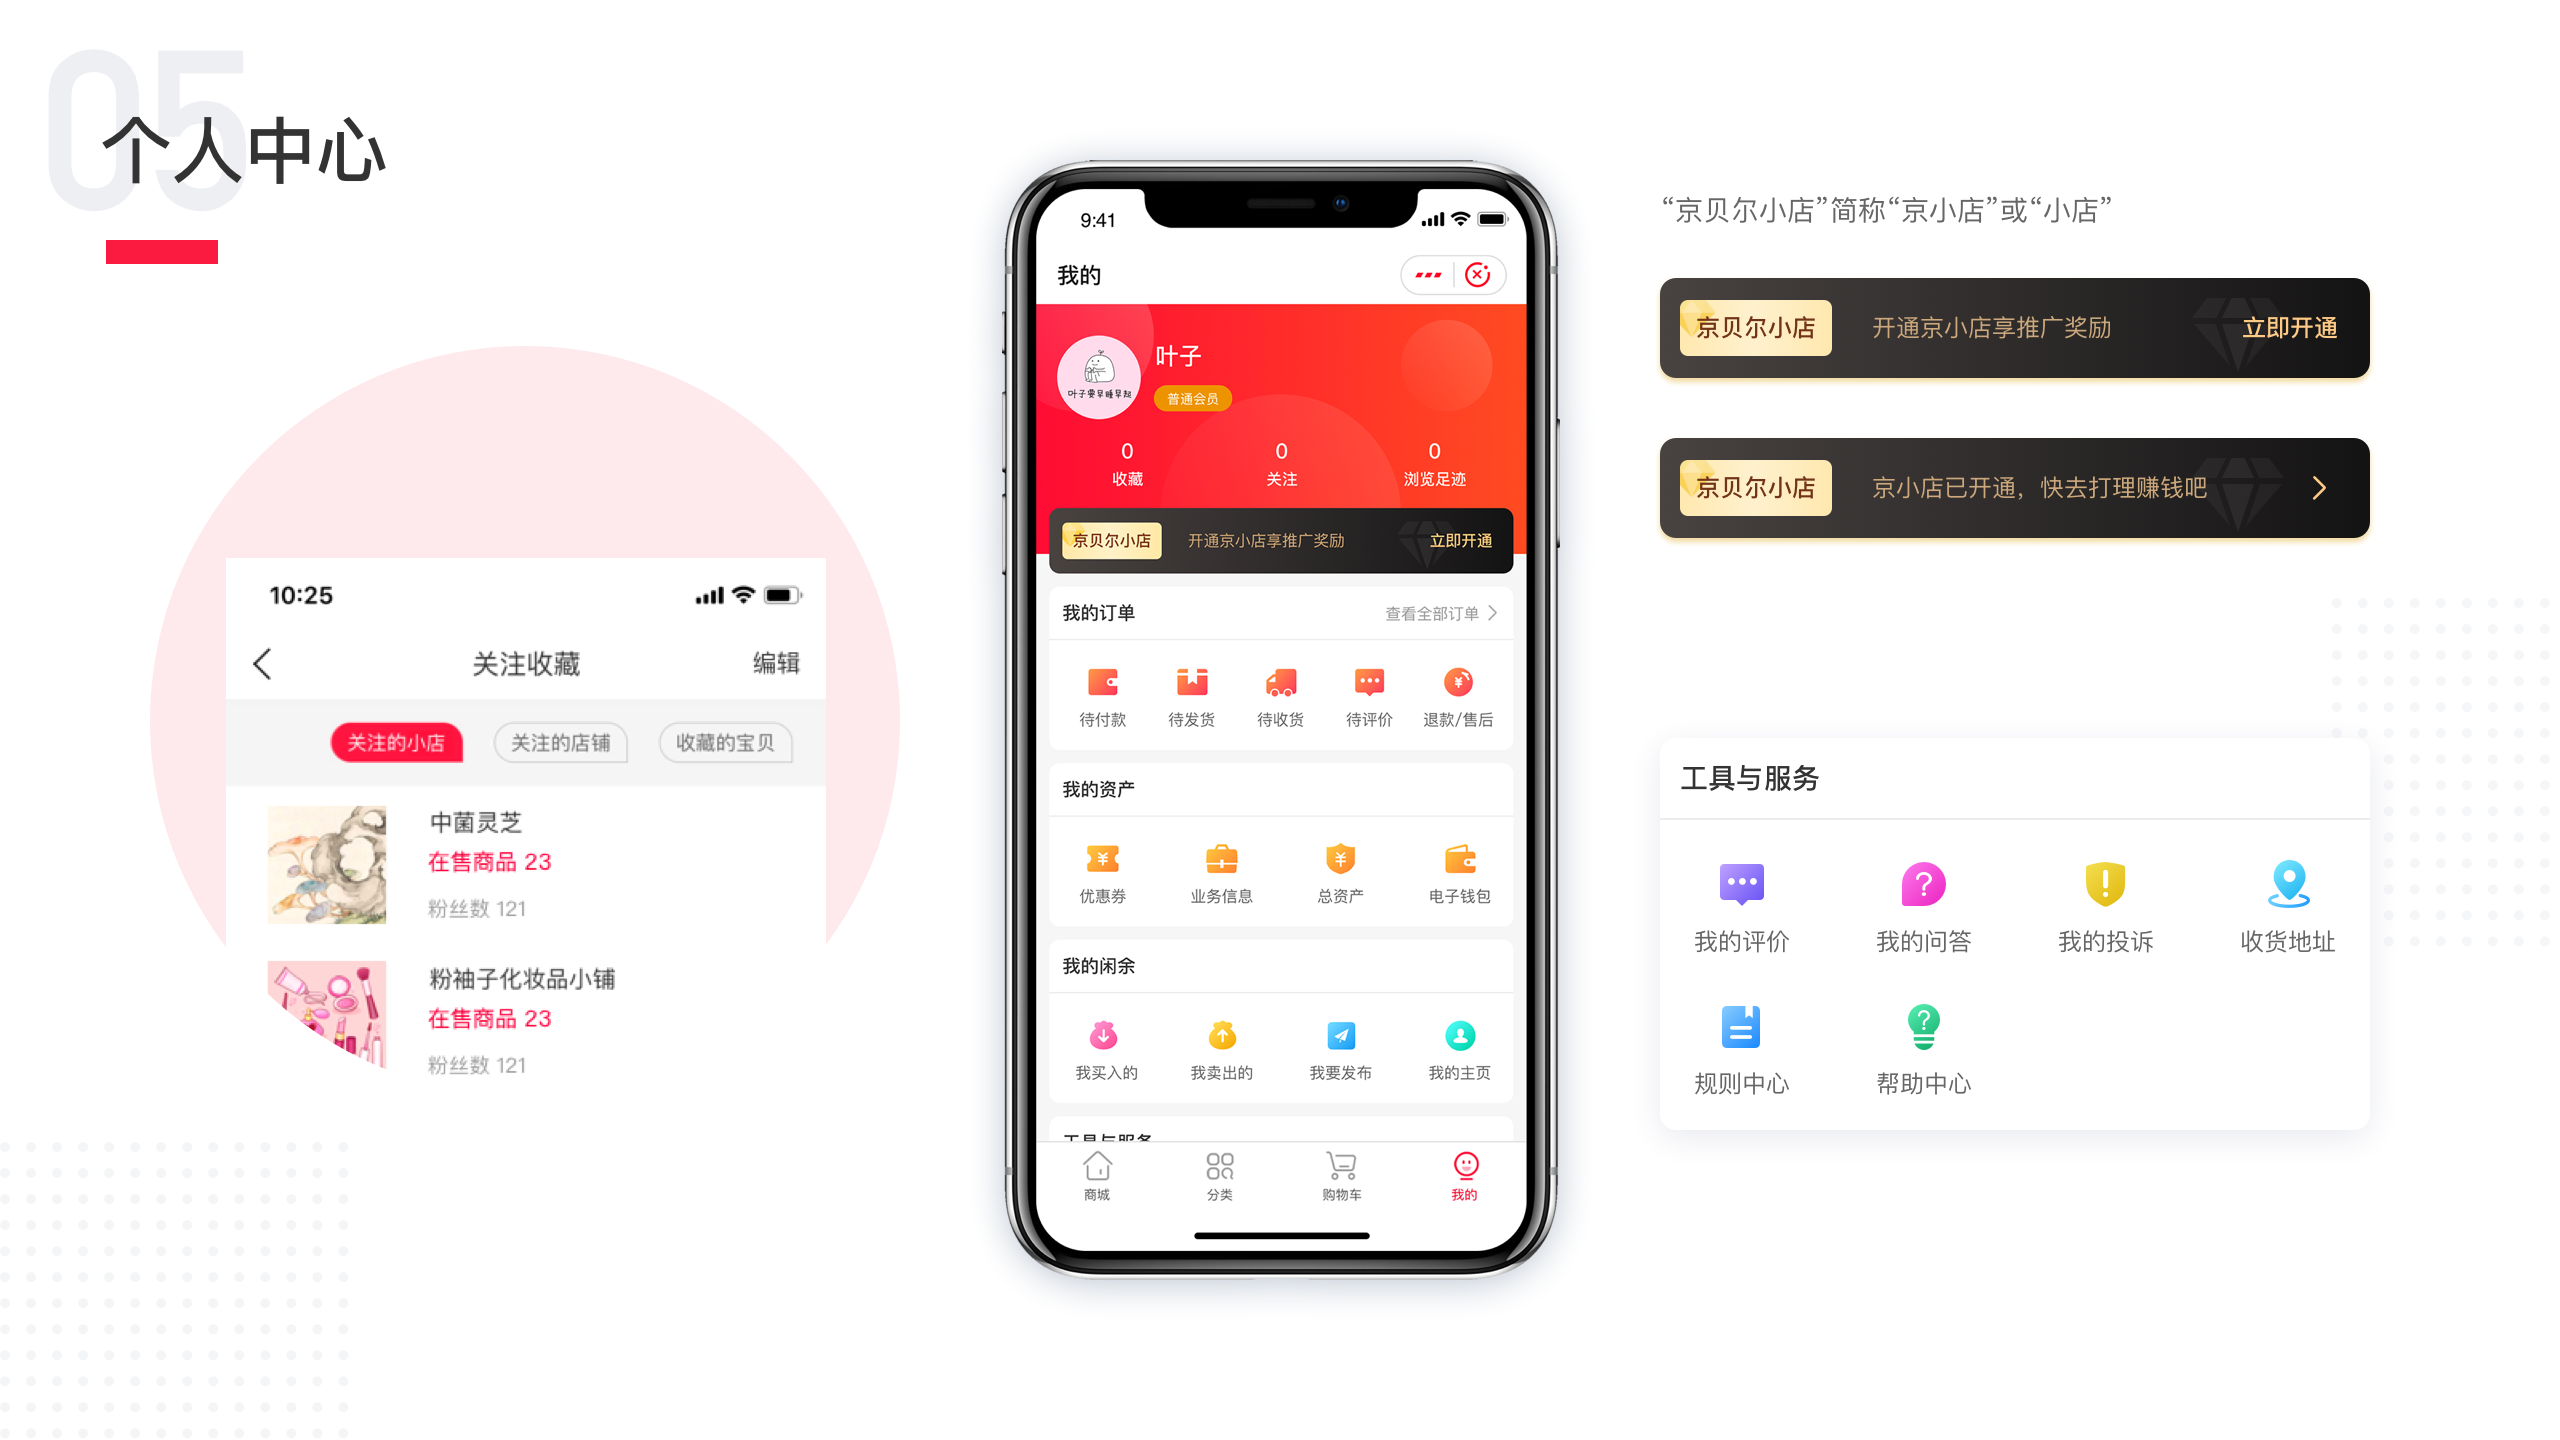 05
个人中心
10:25
关注收藏 编辑
关注的小店 关注的店铺 收藏的宝贝
中菌灵芝
在售商品 23
粉丝数 121
粉袖子化妆品小铺
在售商品 23
粉丝数 121
9:41
我的
叶子要早睡早起
叶子
普通会员
0 0 0
收藏 关注 浏览足迹
京贝尔小店 开通京小店享推广奖励 立即开通
我的订单 查看全部订单
待付款 待发货 待收货 待评价 退款/售后
我的资产
优惠券 业务信息 总资产 电子钱包
我的闲余
我买入的 我卖出的 我要发布 我的主页
工具与服务
商城 分类 购物车 我的
“京贝尔小店”简称“京小店”或“小店”
京贝尔小店 开通京小店享推广奖励 立即开通
京贝尔小店 京小店已开通，快去打理赚钱吧
工具与服务
我的评价 我的问答 我的投诉 收货地址
规则中心 帮助中心